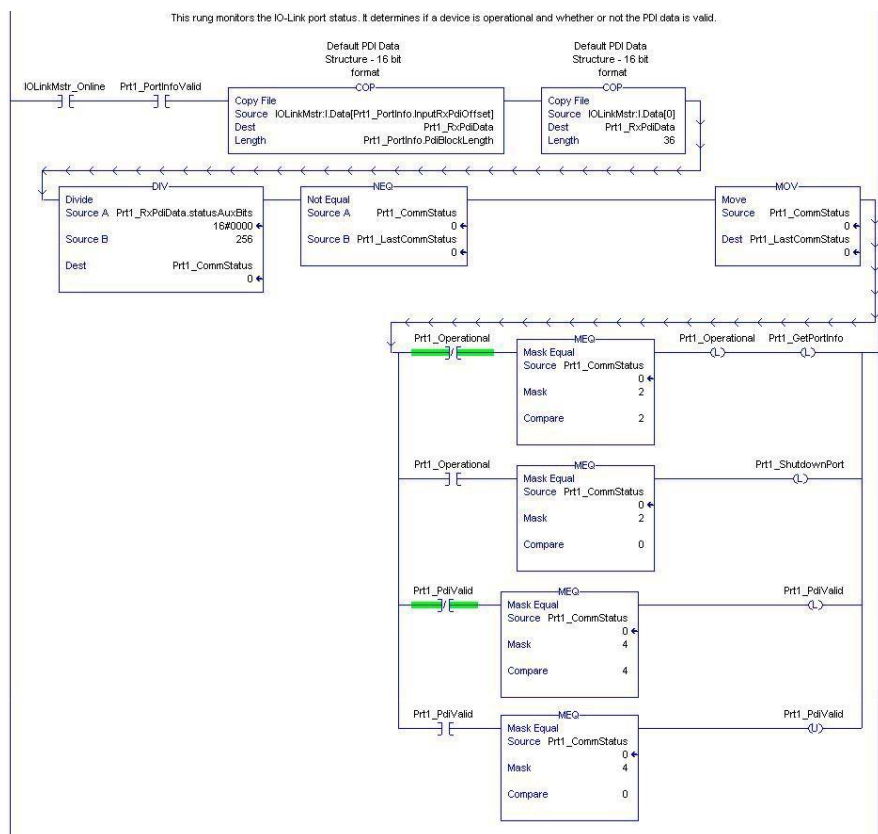 This rung monitors the IO-Link port status. It determines if a device is operational and whether or not the PDI data is valid.
Default PDI Data
Structure - 16 bit
format
Default PDI Data
Structure - 16 bit
format
IOLinkMstr_Online
Prt1_PortInfoValid
COP
Copy File
Source IOLinkMstr:I.Data[Prt1_PortInfo.InputRxPdiOffset]
Dest Prt1_RxPdiData
Length Prt1_PortInfo.PdiBlockLength
COP
Copy File
Source IOLinkMstr:I.Data[0]
Dest Prt1_RxPdiData
Length 36
DIV
Divide
Source A Prt1_RxPdiData.statusAuxBits
16#0000
Source B 256
Dest Prt1_CommStatus
0
NEQ
Not Equal
Source A Prt1_CommStatus
0
Source B Prt1_LastCommStatus
0
MOV
Move
Source Prt1_CommStatus
0
Dest Prt1_LastCommStatus
0
Prt1_Operational
MEQ
Mask Equal
Source Prt1_CommStatus
0
Mask 2
Compare 2
Prt1_Operational
L
Prt1_GetPortInfo
L
Prt1_Operational
MEQ
Mask Equal
Source Prt1_CommStatus
0
Mask 2
Compare 0
Prt1_ShutdownPort
L
Prt1_PdiValid
MEQ
Mask Equal
Source Prt1_CommStatus
0
Mask 4
Compare 4
Prt1_PdiValid
L
Prt1_PdiValid
MEQ
Mask Equal
Source Prt1_CommStatus
0
Mask 4
Compare 0
Prt1_PdiValid
U